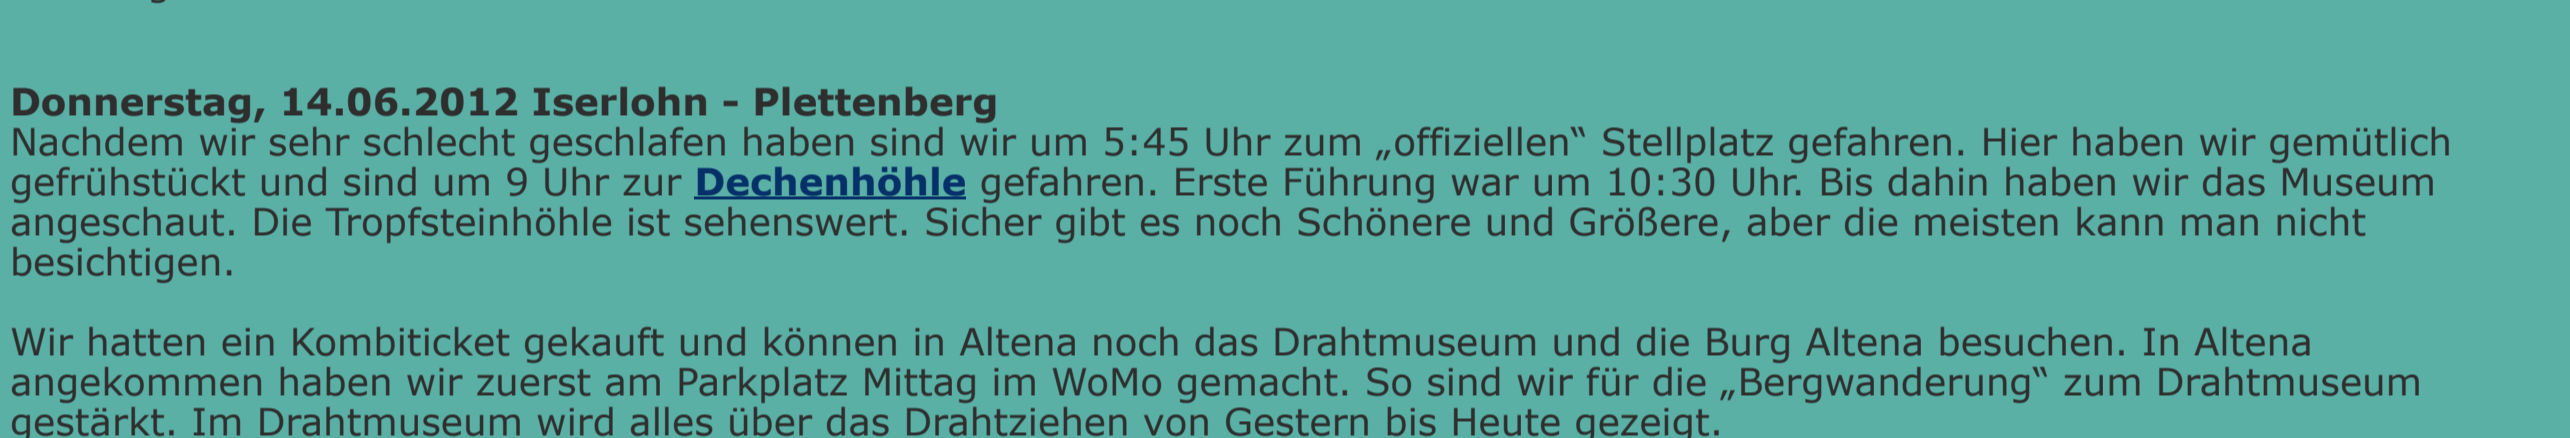 Donnerstag, 14.06.2012 Iserlohn - Plettenberg
Nachdem wir sehr schlecht geschlafen haben sind wir um 5:45 Uhr zum „offiziellen‟ Stellplatz gefahren. Hier haben wir gemütlich
gefrühstückt und sind um 9 Uhr zur Dechenhöhle gefahren. Erste Führung war um 10:30 Uhr. Bis dahin haben wir das Museum
angeschaut. Die Tropfsteinhöhle ist sehenswert. Sicher gibt es noch Schönere und Größere, aber die meisten kann man nicht
besichtigen.
Wir hatten ein Kombiticket gekauft und können in Altena noch das Drahtmuseum und die Burg Altena besuchen. In Altena
angekommen haben wir zuerst am Parkplatz Mittag im WoMo gemacht. So sind wir für die „Bergwanderung‟ zum Drahtmuseum
gestärkt. Im Drahtmuseum wird alles über das Drahtziehen von Gestern bis Heute gezeigt.